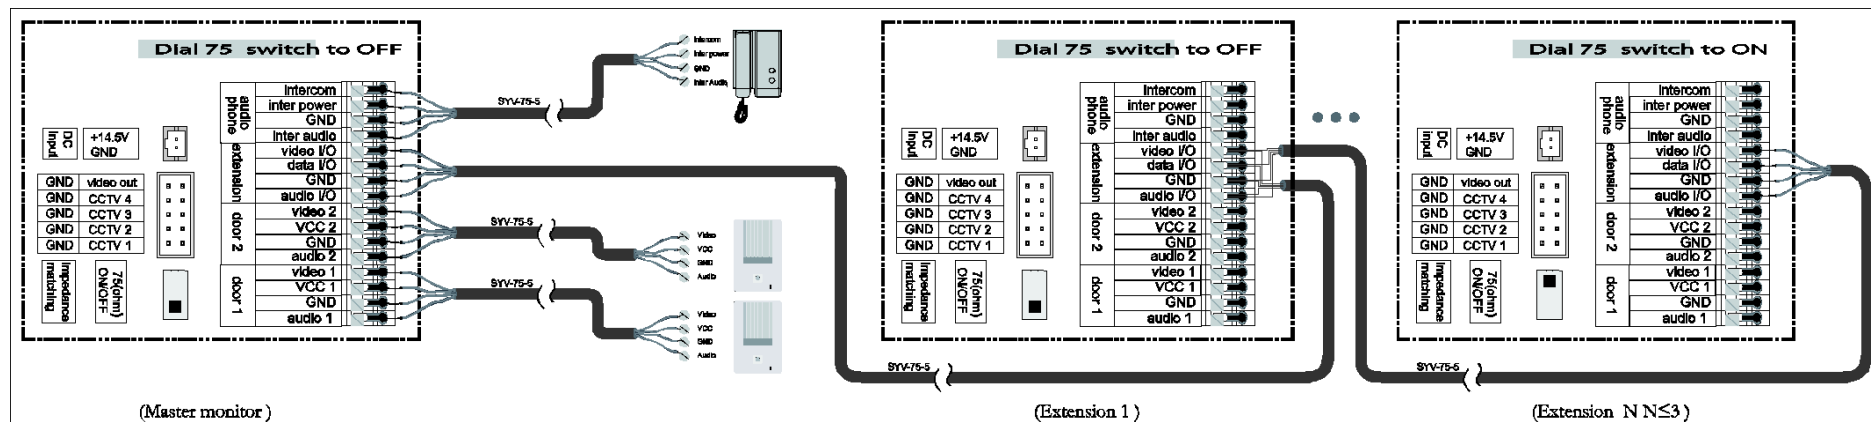 Dial 75 switch to OFF
audio phone
Intercom
inter power
GND
inter audio
extension
video I/O
data I/O
GND
audio I/O
door 2
video 2
VCC 2
GND
audio 2
door 1
video 1
VCC 1
GND
audio 1
DC Input
+14.5V
GND
GND video out
GND CCTV 4
GND CCTV 3
GND CCTV 2
GND CCTV 1
Impedance matching
75(ohm)
ON/OFF
(Master monitor)
SYV-75-5
Intercom
Inter power
GND
Inter Audio
SYV-75-5
Video
VCC
GND
Audio
SYV-75-5
Video
VCC
GND
Audio
SYV-75-5
Dial 75 switch to OFF
audio phone
Intercom
inter power
GND
inter audio
extension
video I/O
data I/O
GND
audio I/O
door 2
video 2
VCC 2
GND
audio 2
door 1
video 1
VCC 1
GND
audio 1
DC Input
+14.5V
GND
GND video out
GND CCTV 4
GND CCTV 3
GND CCTV 2
GND CCTV 1
Impedance matching
75(ohm)
ON/OFF
(Extension 1)
SYV-75-5
Dial 75 switch to ON
audio phone
Intercom
inter power
GND
inter audio
extension
video I/O
data I/O
GND
audio I/O
door 2
video 2
VCC 2
GND
audio 2
door 1
video 1
VCC 1
GND
audio 1
DC Input
+14.5V
GND
GND video out
GND CCTV 4
GND CCTV 3
GND CCTV 2
GND CCTV 1
Impedance matching
75(ohm)
ON/OFF
(Extension N N≤3)